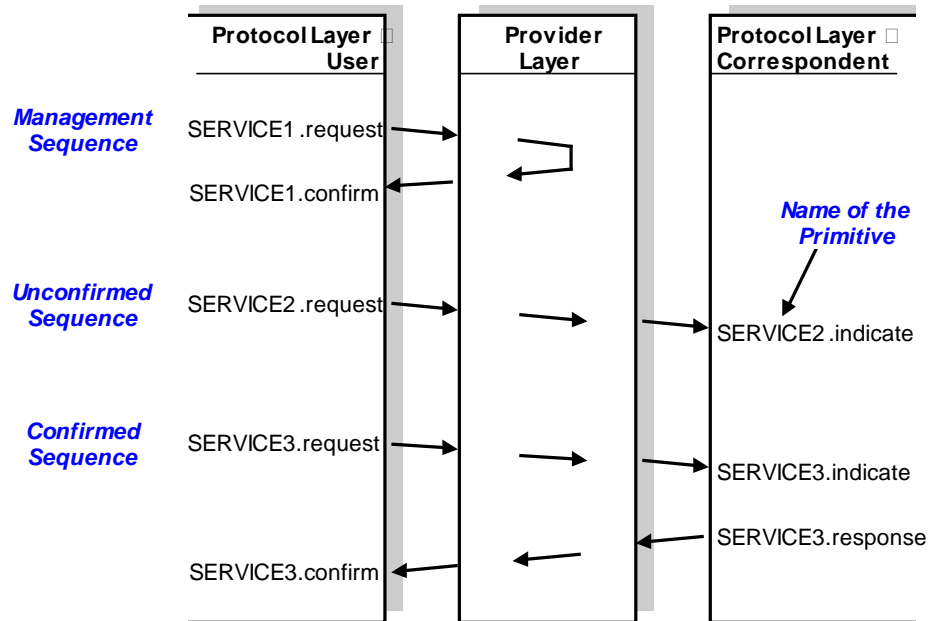 Protocol Layer
User
Provider
Layer
Protocol Layer
Correspondent
Management
Sequence
SERVICE1.request
SERVICE1.confirm
Name of the
Primitive
Unconfirmed
Sequence
SERVICE2.request
SERVICE2.indicate
Confirmed
Sequence
SERVICE3.request
SERVICE3.indicate
SERVICE3.response
SERVICE3.confirm